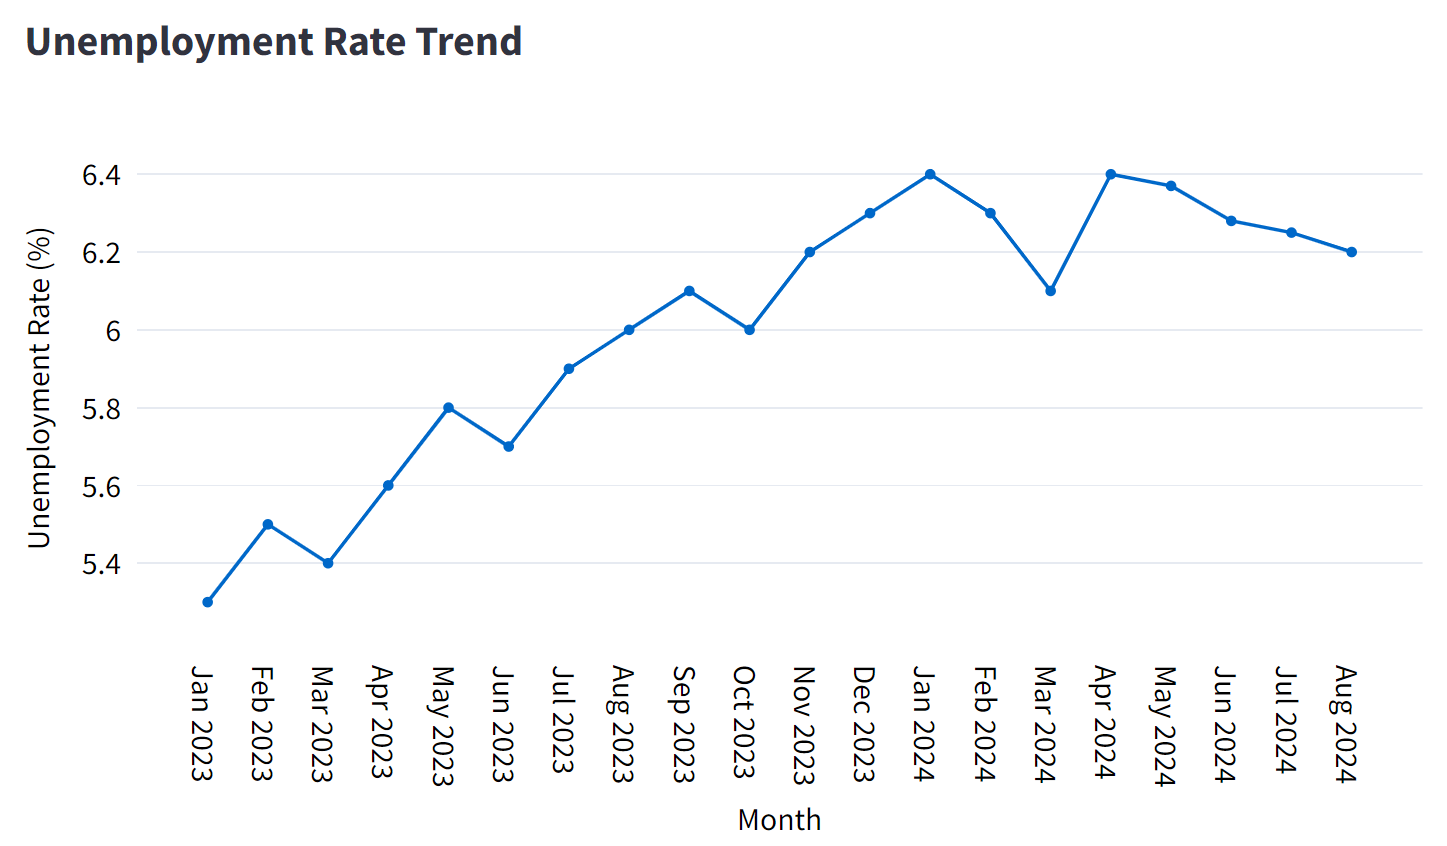 Unemployment Rate Trend
Unemployment Rate (%)
6.4
6.2
6
5.8
5.6
5.4
Jan 2023
Feb 2023
Mar 2023
Apr 2023
May 2023
Jun 2023
Jul 2023
Aug 2023
Sep 2023
Oct 2023
Nov 2023
Dec 2023
Jan 2024
Feb 2024
Mar 2024
Apr 2024
May 2024
Jun 2024
Jul 2024
Aug 2024
Month